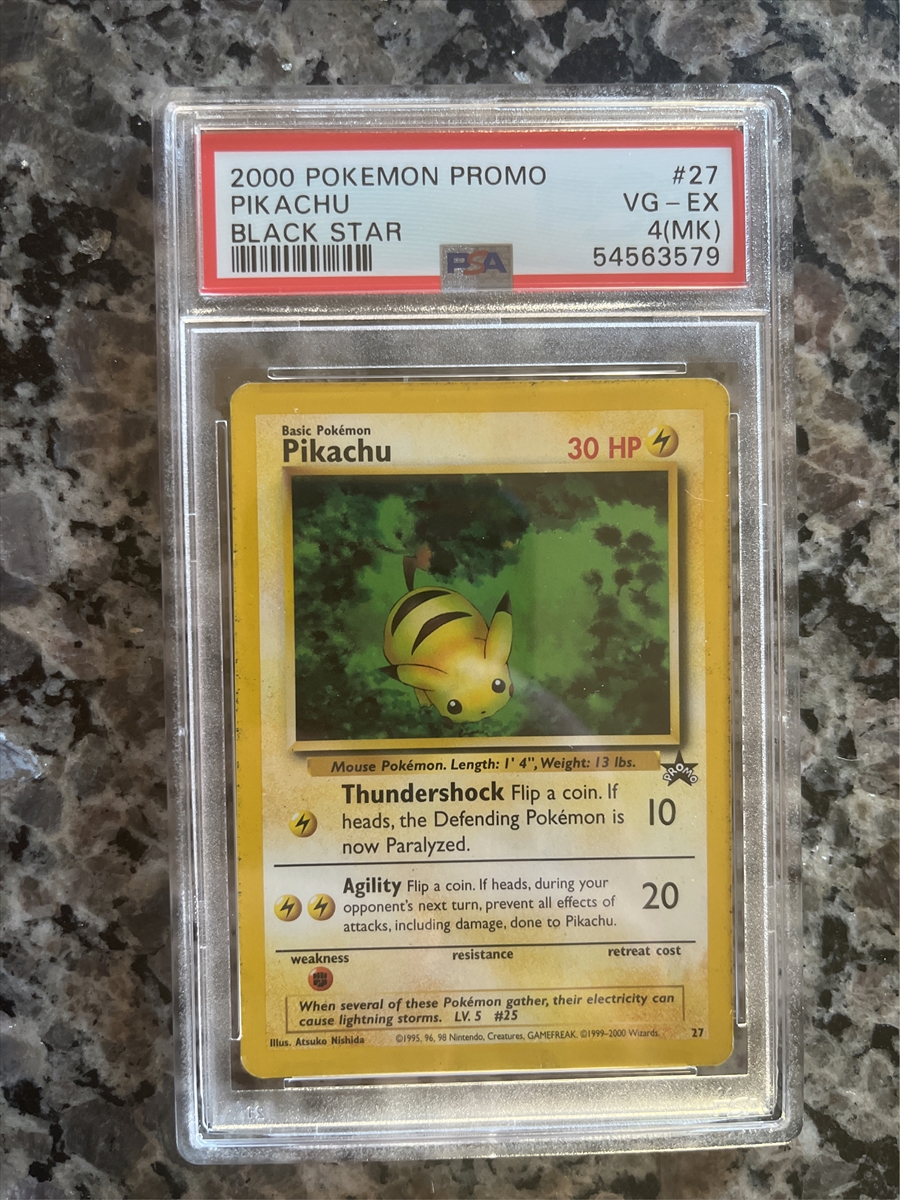 2000 POKEMON PROMO #27
PIKACHU VG - EX
BLACK STAR 4(MK)
PSA 54563579
Basic Pokémon
Pikachu 30 HP
Mouse Pokémon. Length: 1' 4", Weight: 13 lbs.
PROMO
Thundershock Flip a coin. If
heads, the Defending Pokémon is 10
now Paralyzed.
Agility Flip a coin. If heads, during your
opponent's next turn, prevent all effects of 20
attacks, including damage, done to Pikachu.
weakness resistance retreat cost
When several of these Pokémon gather, their electricity can
cause lightning storms. LV. 5 #25
Illus. Atsuko Nishida ©1995, 96, 98 Nintendo, Creatures, GAMEFREAK. ©1999-2000 Wizards. 27